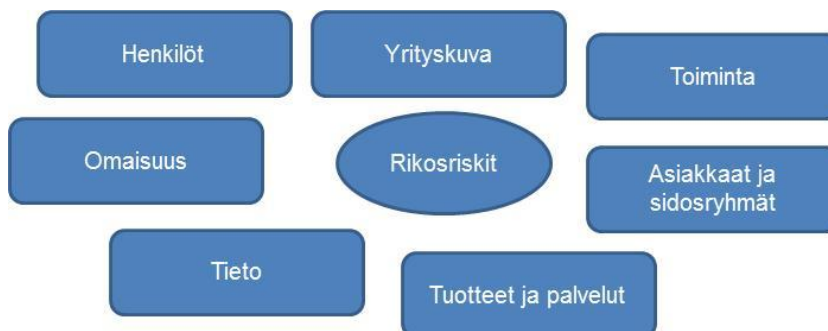 Henkilöt
Yrityskuva
Toiminta
Omaisuus
Rikosriskit
Asiakkaat ja
sidosryhmät
Tieto
Tuotteet ja palvelut